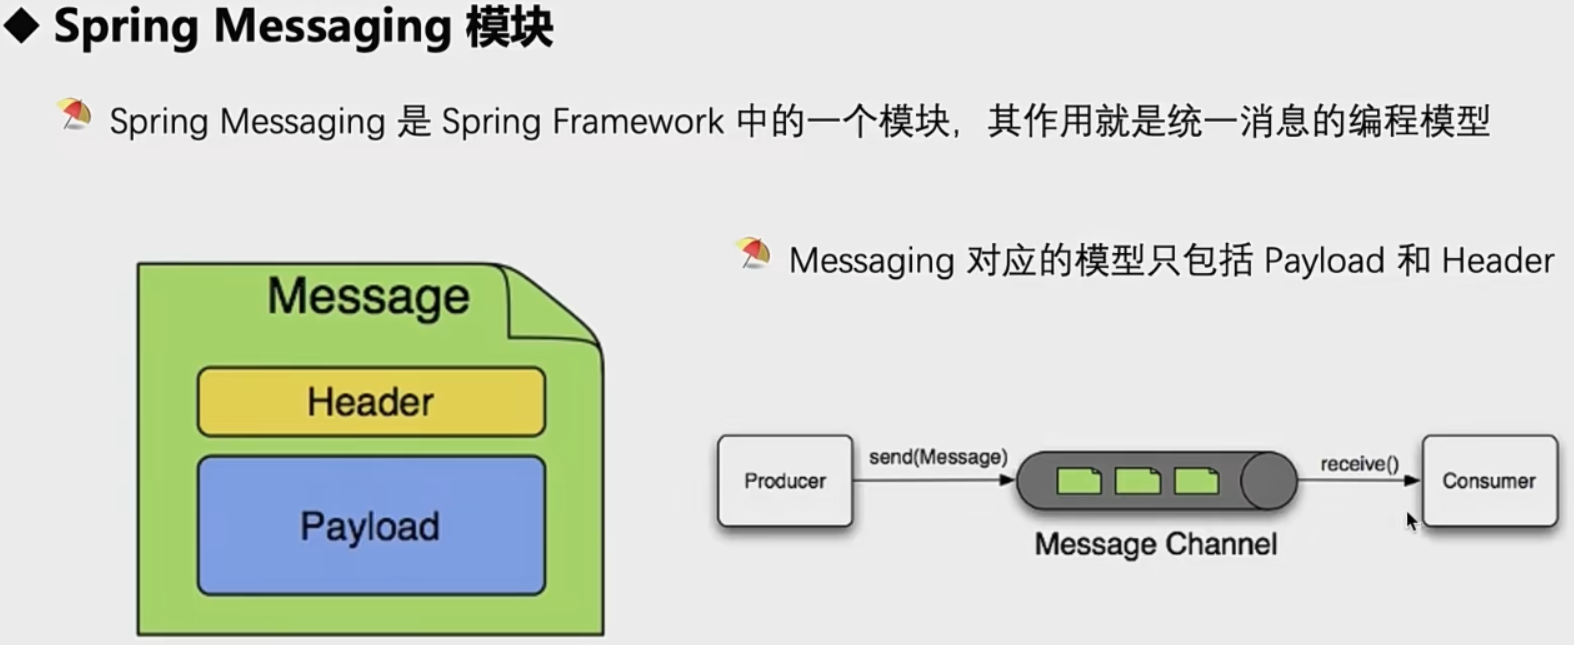 ◆ Spring Messaging 模块
Spring Messaging 是 Spring Framework 中的一个模块，其作用就是统一消息的编程模型
Messaging 对应的模型只包括 Payload 和 Header
Message
Header
Payload
Producer
send(Message)
Message Channel
receive()
Consumer